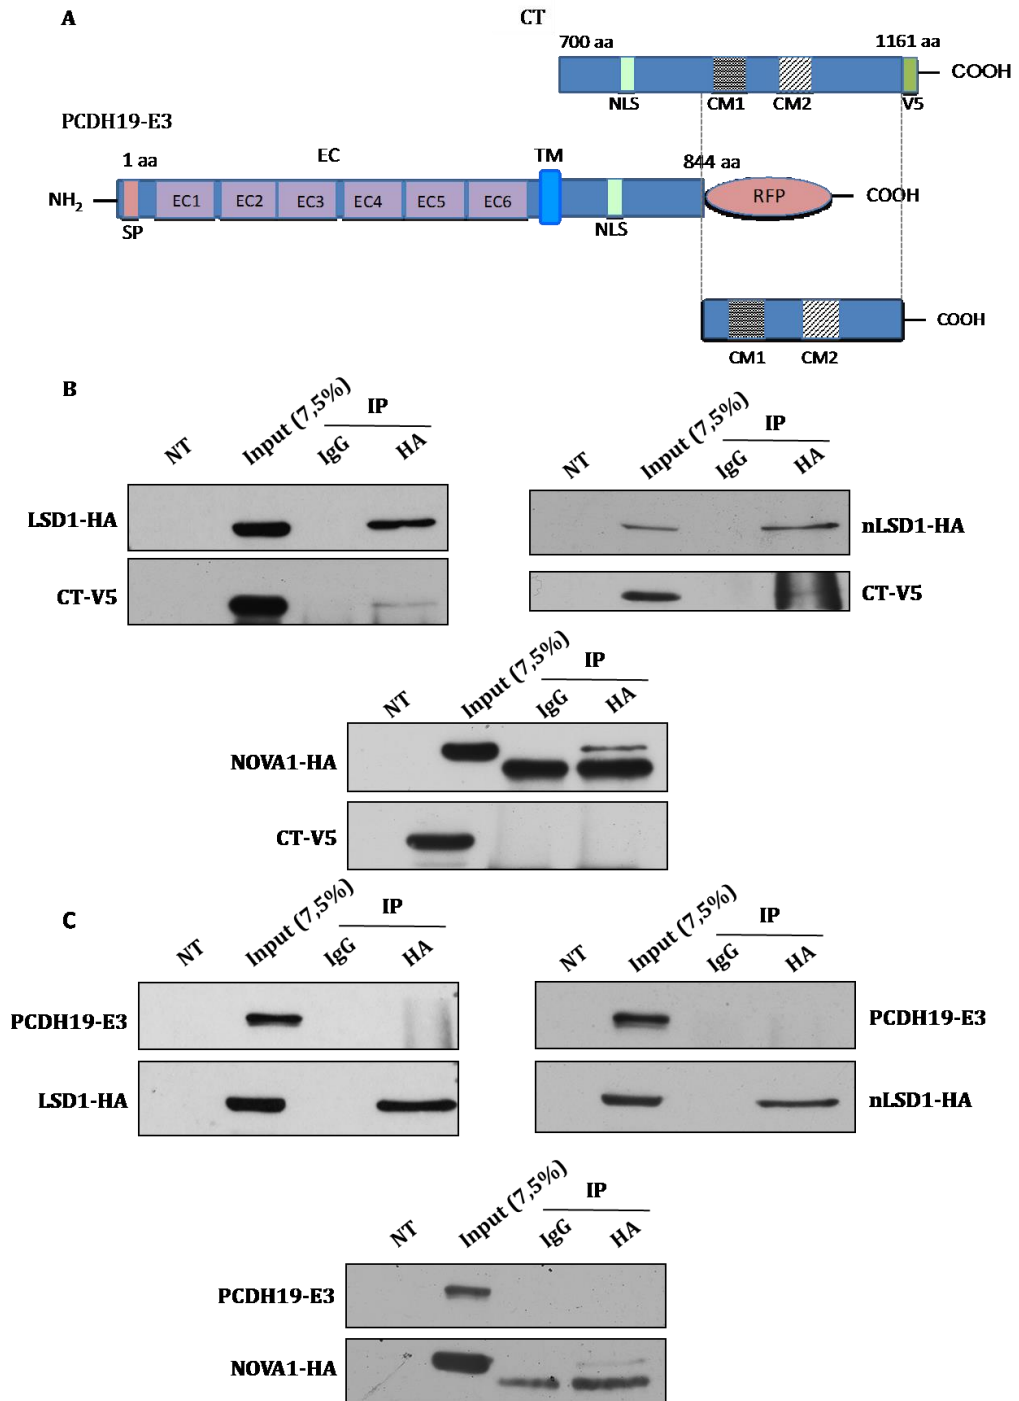 A
CT
700 aa
1161 aa
COOH
NLS
CM1
CM2
V5
PCDH19-E3
1 aa
EC
TM
844 aa
NH2
EC1
EC2
EC3
EC4
EC5
EC6
RFP
COOH
SP
NLS
COOH
CM1
CM2
B
NT
Input (7,5%)
IP
IgG
HA
LSD1-HA
CT-V5
NT
Input (7,5%)
IP
IgG
HA
nLSD1-HA
CT-V5
NT
Input (7,5%)
IP
IgG
HA
NOVA1-HA
CT-V5
C
NT
Input (7,5%)
IP
IgG
HA
PCDH19-E3
LSD1-HA
NT
Input (7,5%)
IP
IgG
HA
PCDH19-E3
nLSD1-HA
NT
Input (7,5%)
IP
IgG
HA
PCDH19-E3
NOVA1-HA